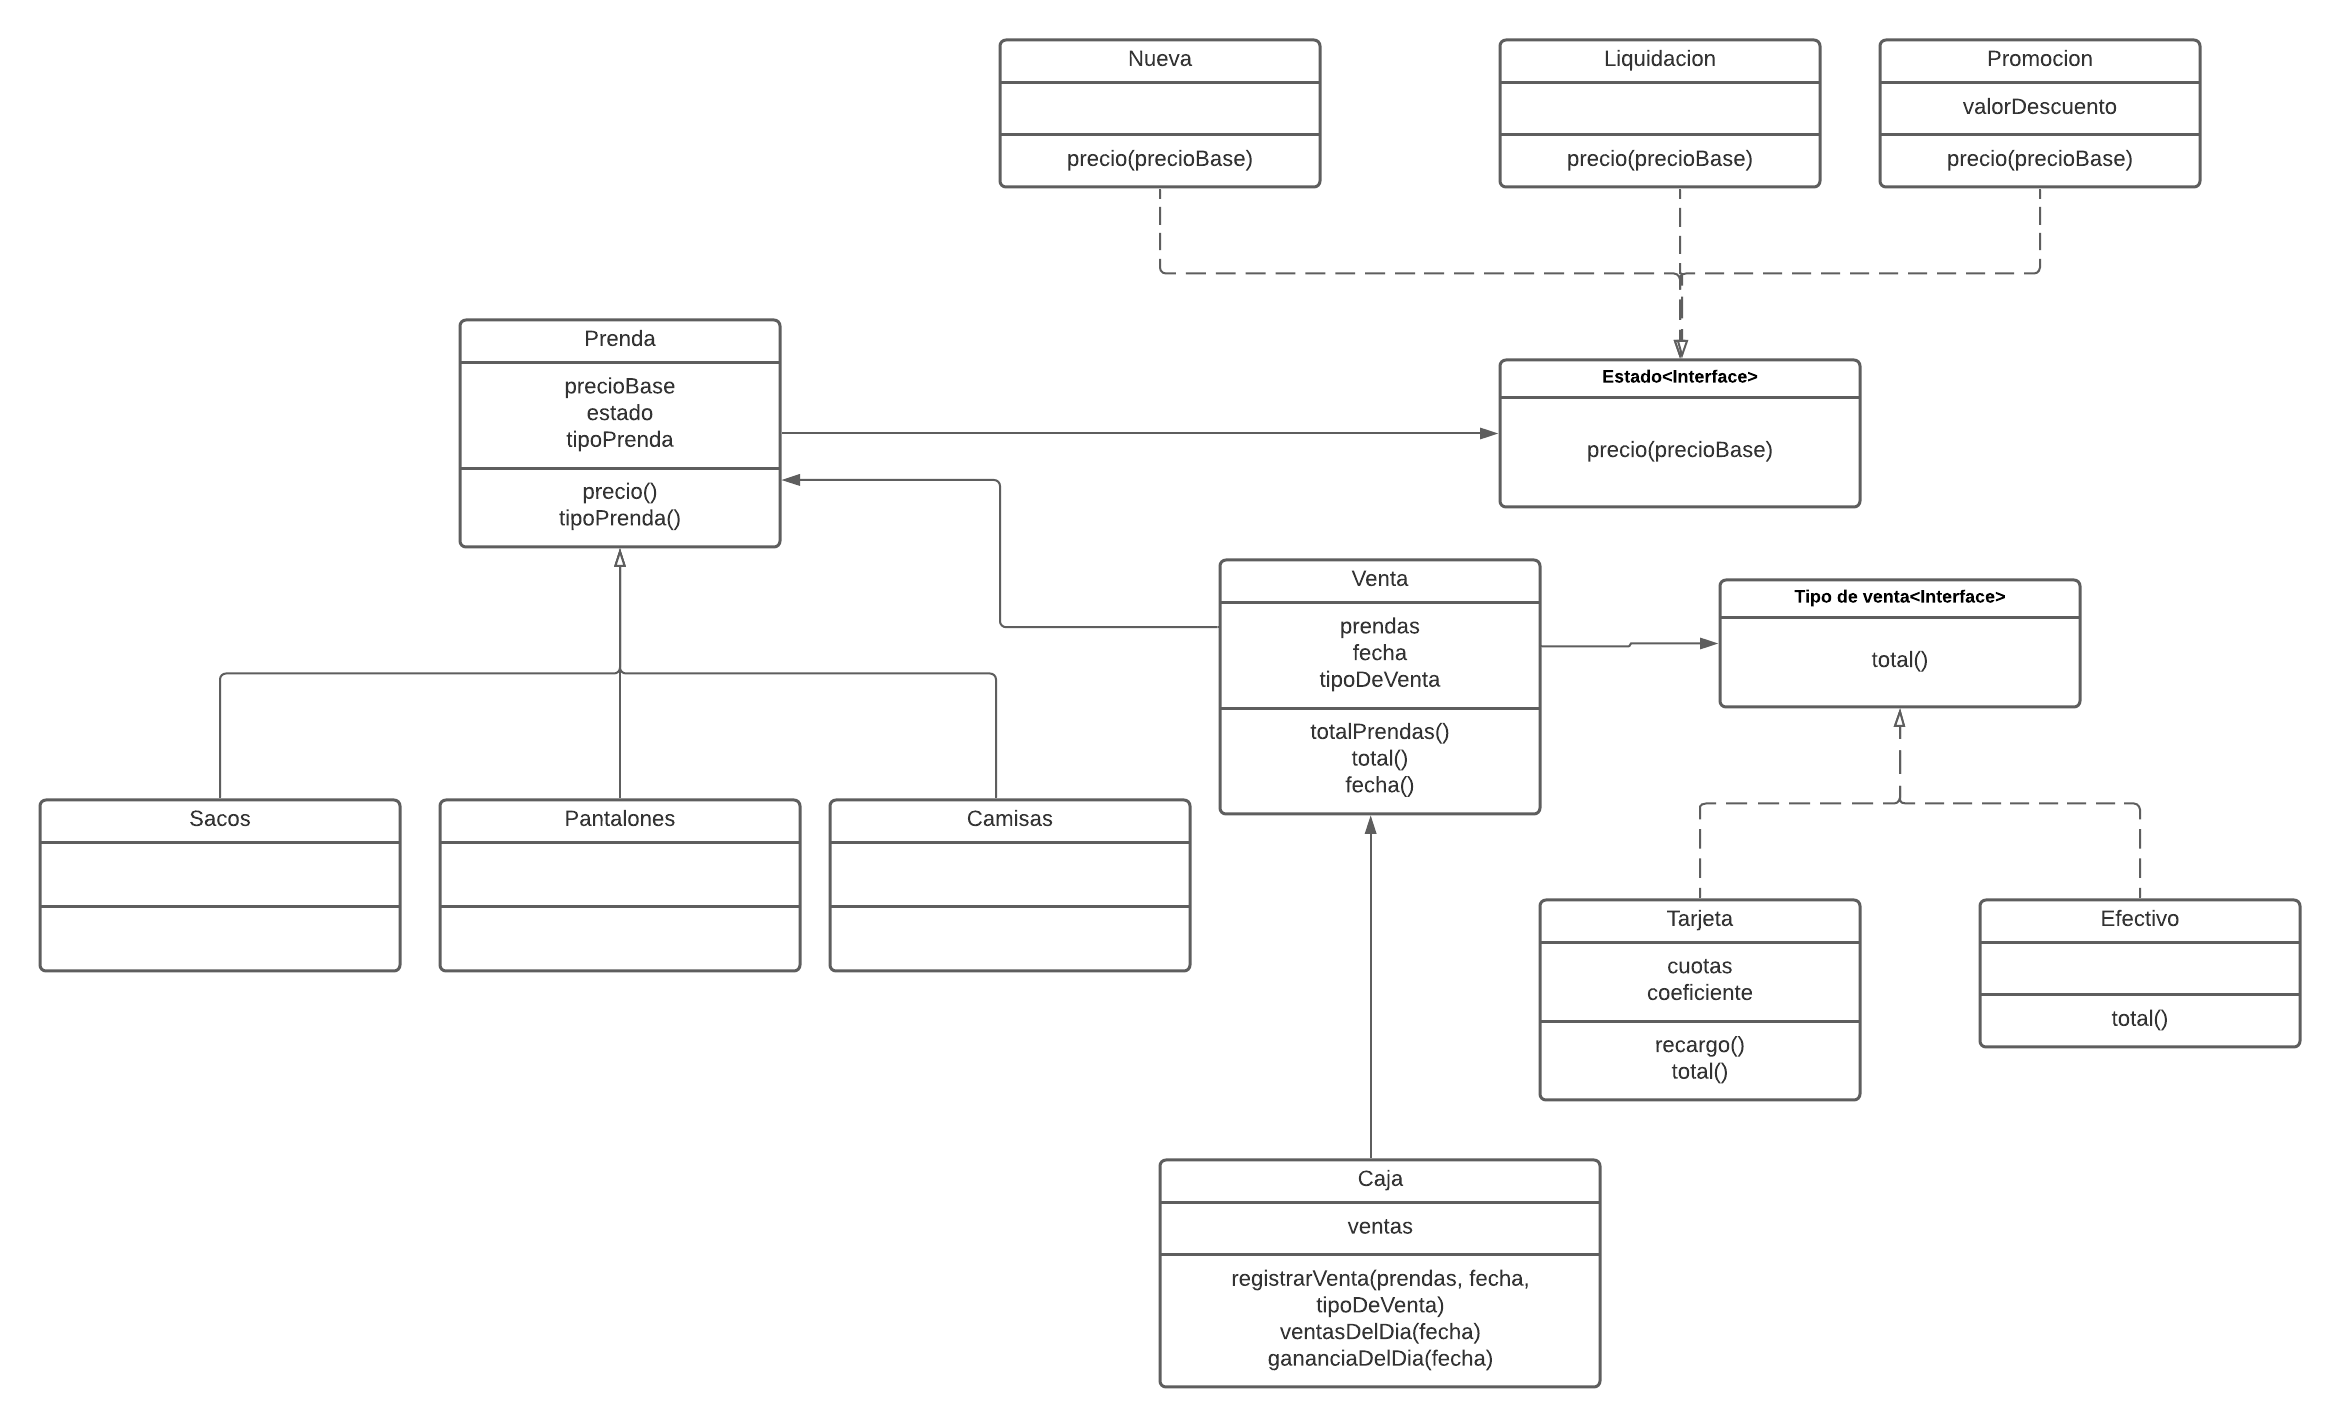 Nueva
precio(precioBase)
Liquidacion
precio(precioBase)
Promocion
valorDescuento
precio(precioBase)
Prenda
precioBase
estado
tipoPrenda
precio()
tipoPrenda()
Estado<Interface>
precio(precioBase)
Venta
prendas
fecha
tipoDeVenta
totalPrendas()
total()
fecha()
Tipo de venta<Interface>
total()
Sacos
Pantalones
Camisas
Tarjeta
cuotas
coeficiente
recargo()
total()
Efectivo
total()
Caja
ventas
registrarVenta(prendas, fecha,
tipoDeVenta)
ventasDelDia(fecha)
gananciaDelDia(fecha)